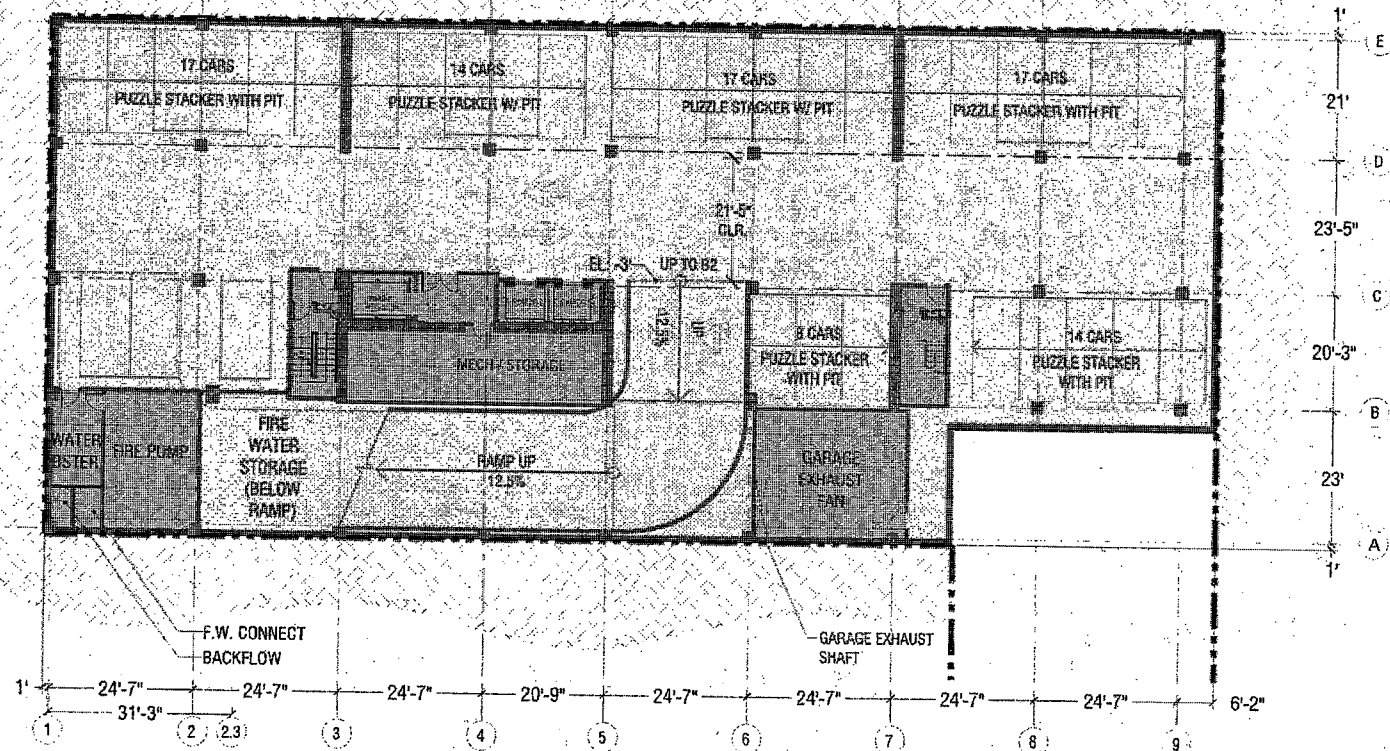 1'
E
17 CARS
PUZZLE STACKER WITH PIT
14 CARS
PUZZLE STACKER W/ PIT
17 CARS
PUZZLE STACKER W/ PIT
17 CARS
PUZZLE STACKER WITH PIT
21'
D
21'-5"
CLR.
23'-5"
EL: -3'
UP TO B2
C
UP
12.5%
8 CARS
PUZZLE STACKER
WITH PIT
14 CARS
PUZZLE STACKER
WITH PIT
20'-3"
MECH / STORAGE
B
WATER
FIRE PUMP
FIRE
WATER
STORAGE
(BELOW
RAMP)
RAMP UP
12.5%
GARAGE
EXHAUST
FAN
23'
A
1'
F.W. CONNECT
BACKFLOW
GARAGE EXHAUST
SHAFT
1'
24'-7"
24'-7"
24'-7"
20'-9"
24'-7"
24'-7"
24'-7"
24'-7"
6'-2"
31'-3"
1
2
2.3
3
4
5
6
7
8
9